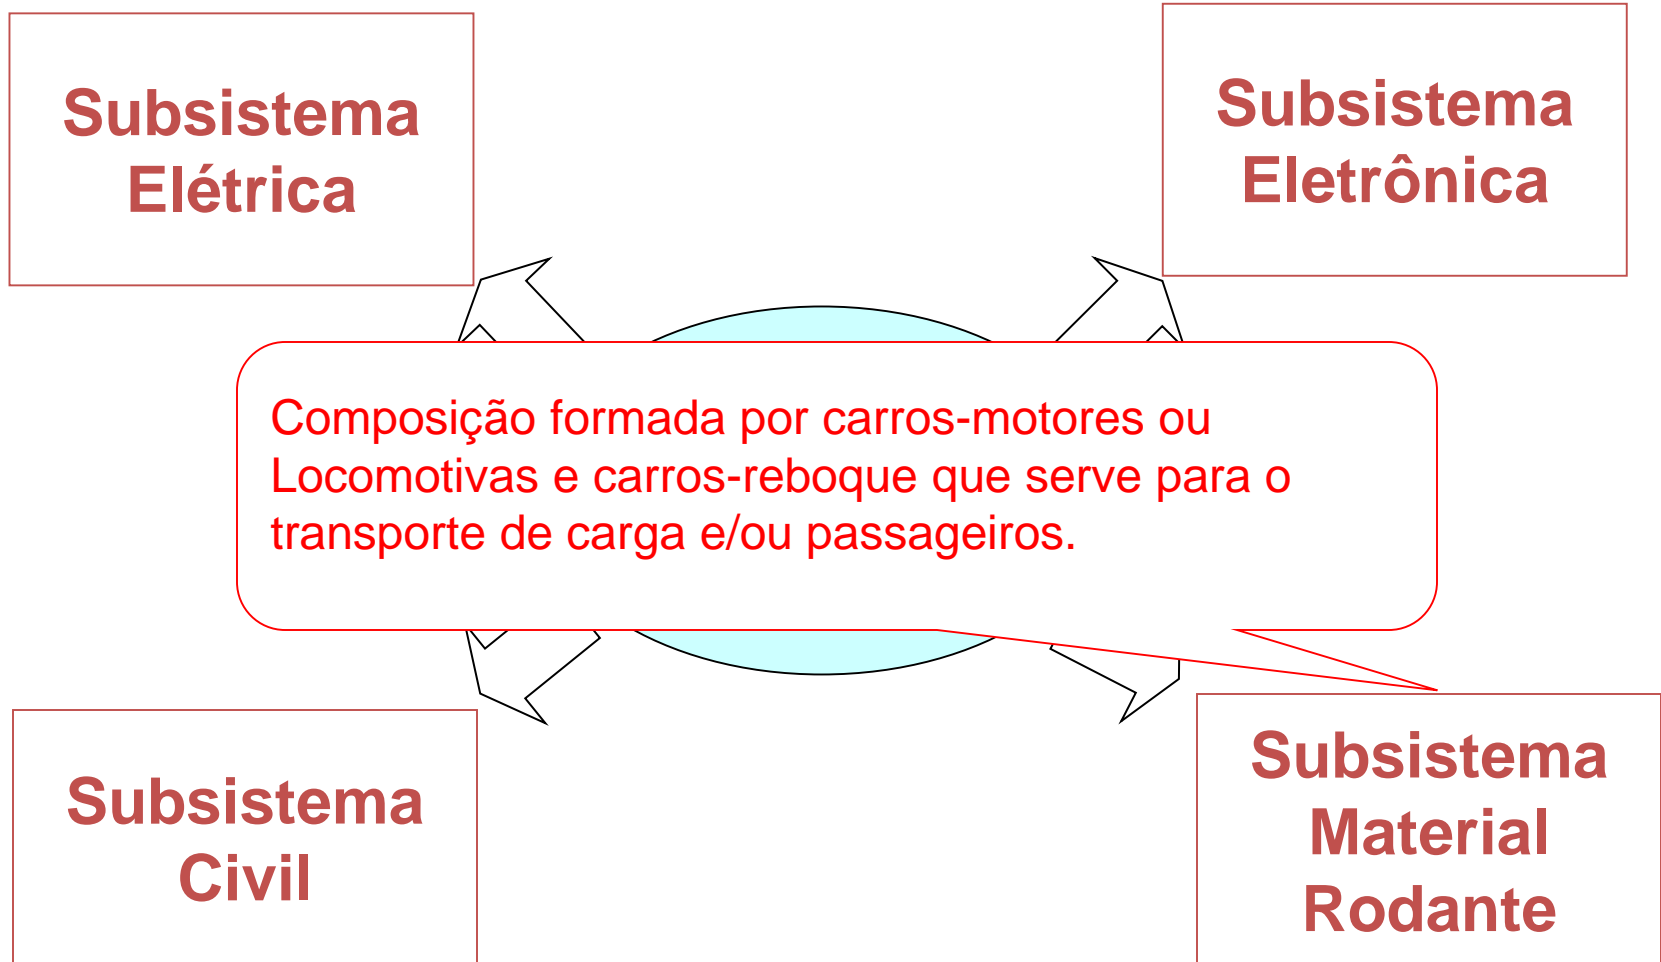 Subsistema
Elétrica
Subsistema
Eletrônica
Composição formada por carros-motores ou
Locomotivas e carros-reboque que serve para o
transporte de carga e/ou passageiros.
Subsistema
Civil
Subsistema
Material
Rodante